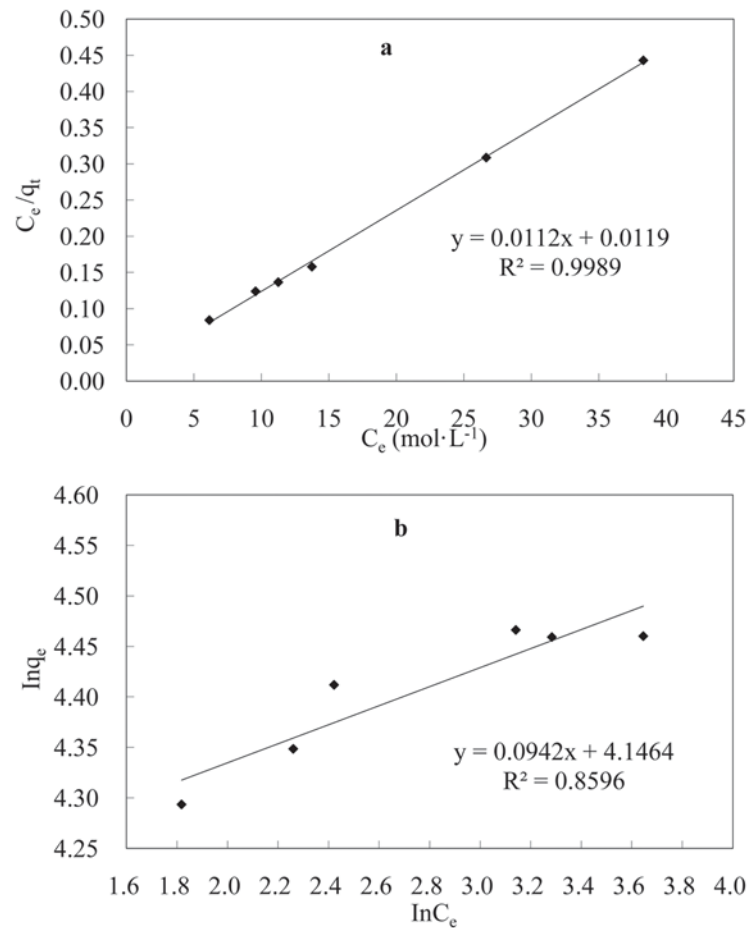 a
0.50
0.45
0.40
0.35
0.30
0.25
0.20
0.15
0.10
0.05
0.00
Ce/qt
y = 0.0112x + 0.0119
R² = 0.9989
0 5 10 15 20 25 30 35 40 45
Ce (mol·L-1)
b
4.60
4.55
4.50
4.45
4.40
4.35
4.30
4.25
Inqe
y = 0.0942x + 4.1464
R² = 0.8596
1.6 1.8 2.0 2.2 2.4 2.6 2.8 3.0 3.2 3.4 3.6 3.8 4.0
InCe